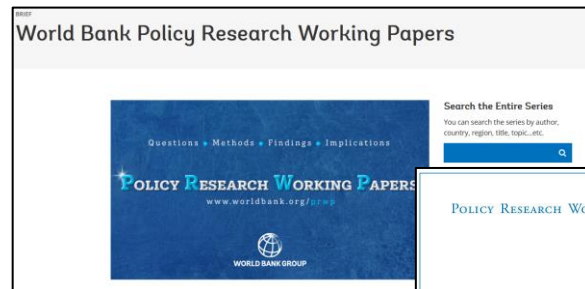 BRIEF
World Bank Policy Research Working Papers
Questions • Methods • Findings • Implications
POLICY RESEARCH WORKING PAPERS
www.worldbank.org/prwp
WORLD BANK GROUP
Search the Entire Series
You can search the series by author,
country, region, title, topic...etc.
POLICY RESEARCH WO